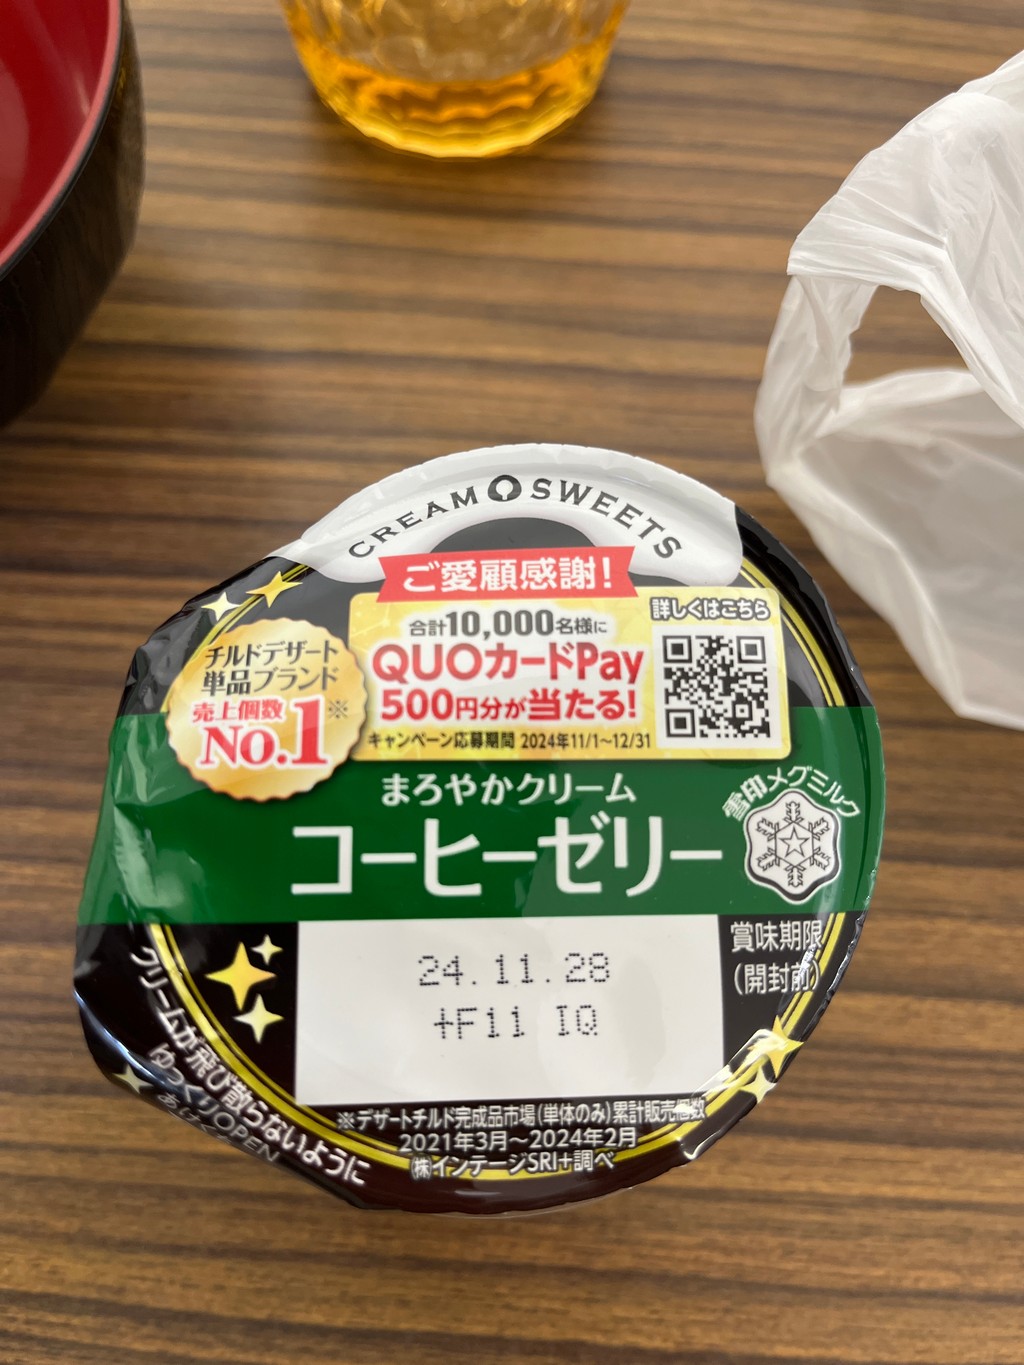 CREAM SWEETS
ご愛顧感謝!
合計10,000名様に
QUOカードPay
500円分が当たる!
キャンペーン応募期間 2024年11/1~12/31
詳しくはこちら
チルドデザート
単品ブランド
売上個数
No.1※
まろやかクリーム
コーヒーゼリー
雪印メグミルク
24.11.28
+F11 IQ
賞味期限
(開封前)
クリームが飛び散らないように
ゆっくりOPEN
※デザートチルド完成品市場(単体のみ)累計販売個数
2021年3月~2024年2月
㈱インテージSRI+調べ